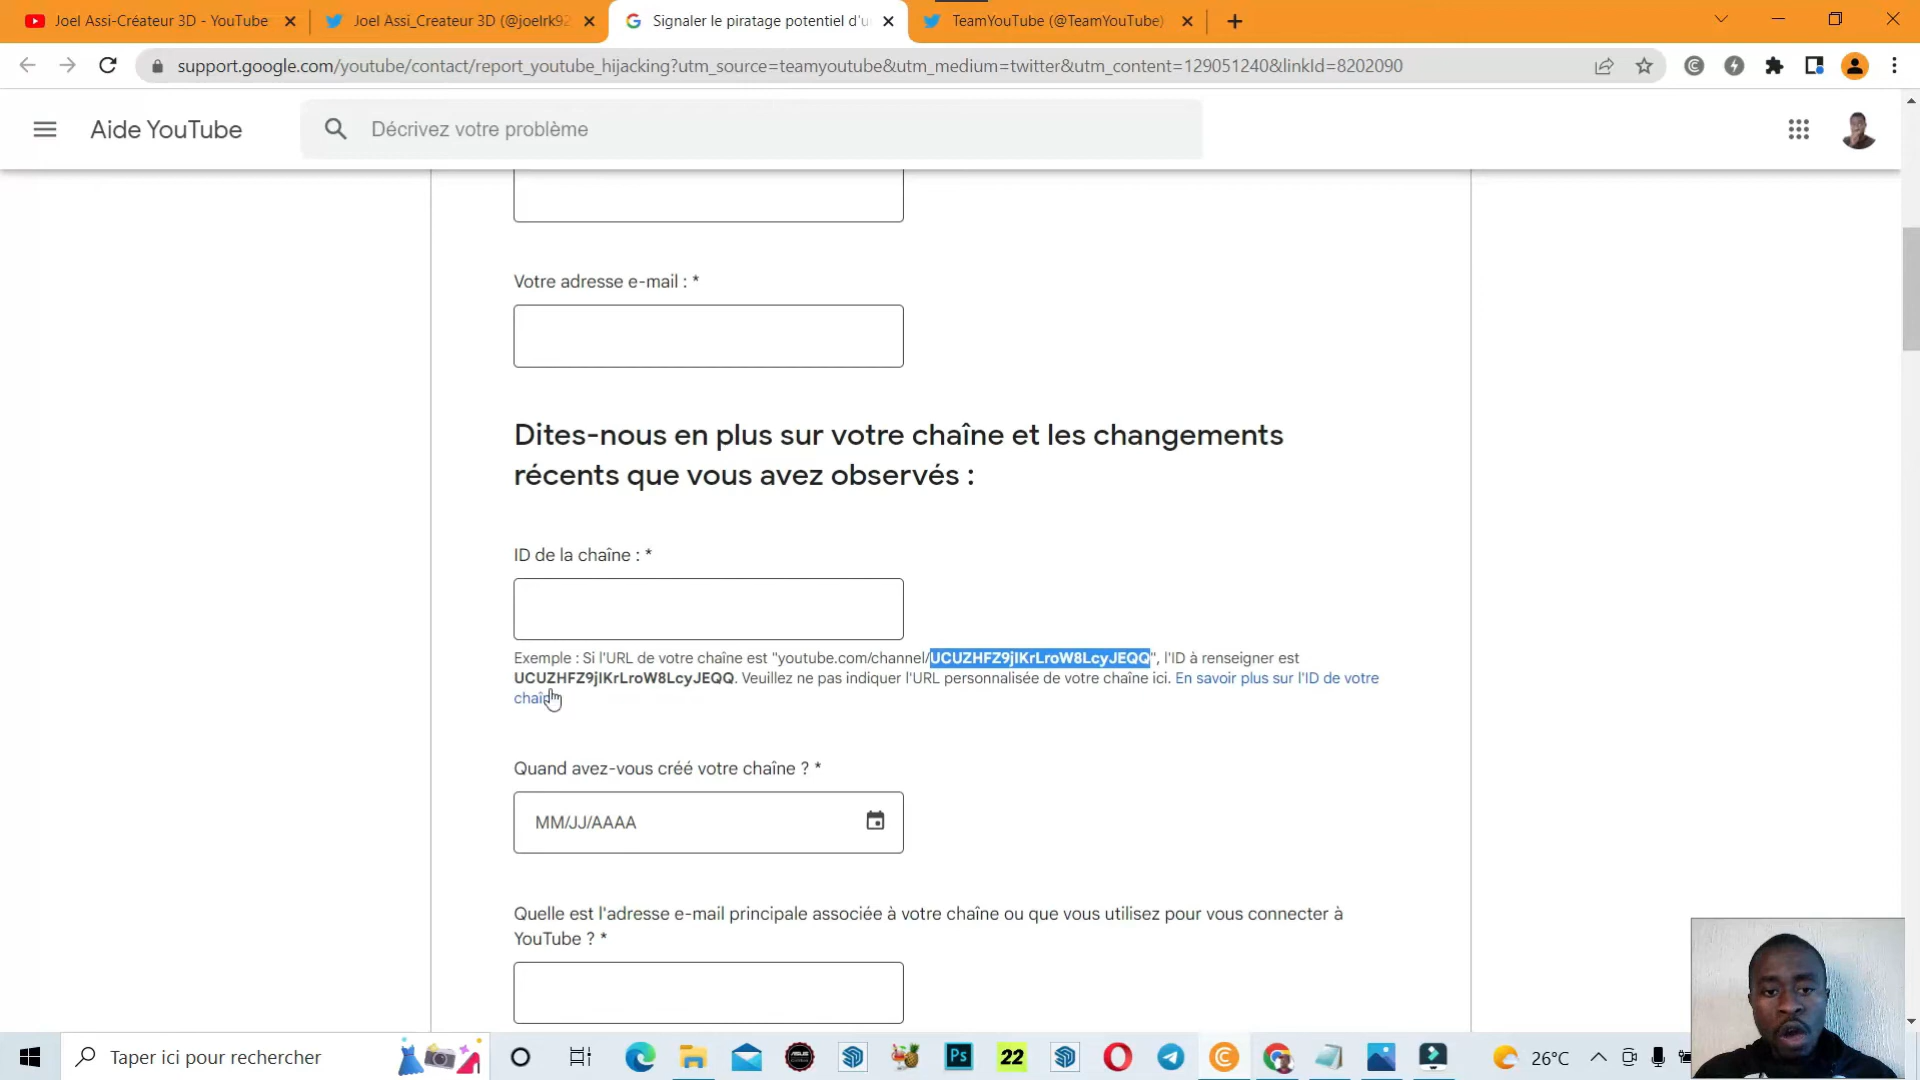 Joel Assi-Créateur 3D - YouTube
Joel Assi_Createur 3D (@joelrk92
Signaler le piratage potentiel d'u
TeamYouTube (@TeamYouTube)
support.google.com/youtube/contact/report_youtube_hijacking?utm_source=teamyoutube&utm_medium=twitter&utm_content=129051240&linkId=8202090
Aide YouTube
Décrivez votre problème
Votre adresse e-mail : *
Dites-nous en plus sur votre chaîne et les changements
récents que vous avez observés :
ID de la chaîne : *
Exemple : Si l'URL de votre chaîne est "youtube.com/channel/UCUZHFZ9jIKrLroW8LcyJEQQ", l'ID à renseigner est
UCUZHFZ9jIKrLroW8LcyJEQQ. Veuillez ne pas indiquer l'URL personnalisée de votre chaîne ici. En savoir plus sur l'ID de votre
Quand avez-vous créé votre chaîne ? *
MM/JJ/AAAA
Quelle est l'adresse e-mail principale associée à votre chaîne ou que vous utilisez pour vous connecter à
YouTube ? *
Taper ici pour rechercher
Ps
22
26°C